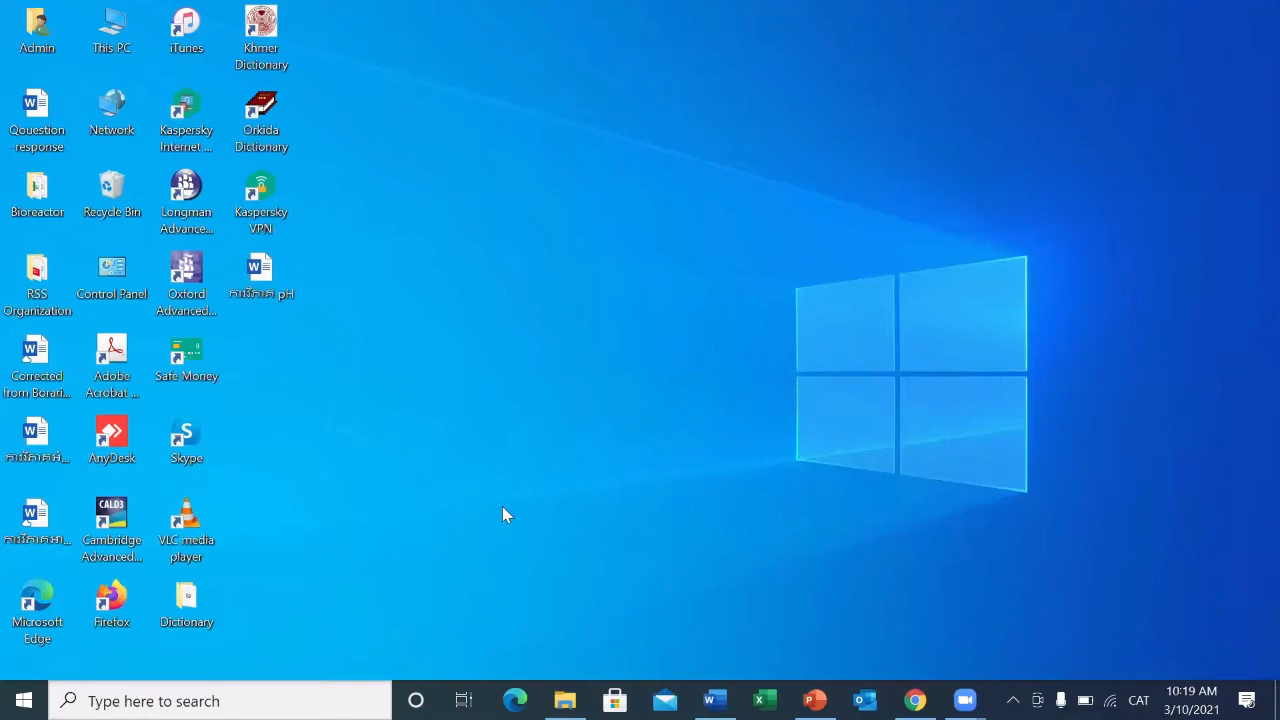 Admin
This PC
iTunes
Khmer
Dictionary
Qouestion
-response
Network
Kaspersky
Internet ...
Orkida
Dictionary
Bioreactor
Recycle Bin
Longman
Advance...
Kaspersky
VPN
RSS
Organization
Control Panel
Oxford
Advanced...
ការវិភាគ pH
Corrected
from Borari...
Adobe
Acrobat ...
Safe Money
AnyDesk
Skype
CALD3
Cambridge
Advanced...
VLC media
player
Microsoft
Edge
Firefox
Dictionary
Type here to search
CAT
10:19 AM
3/10/2021